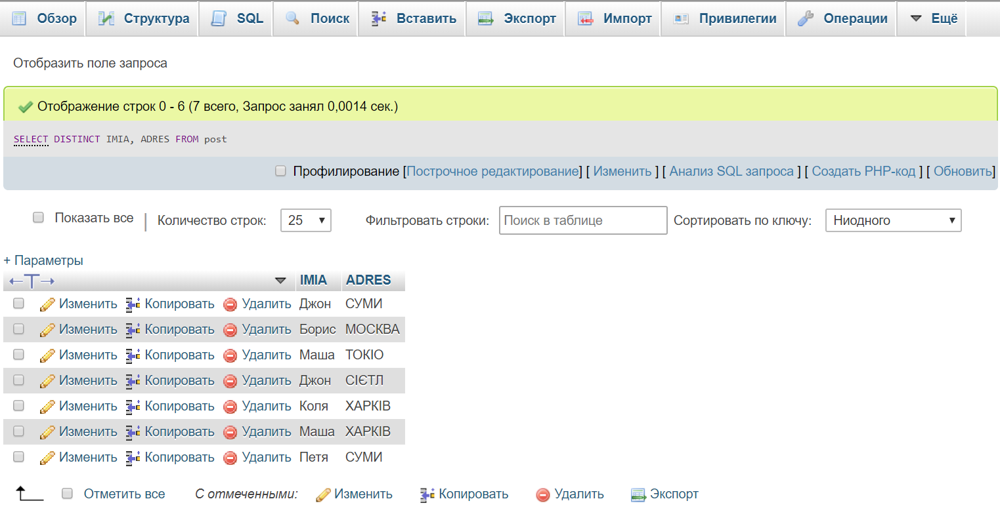 Обзор Структура SQL Поиск Вставить Экспорт Импорт Привилегии Операции Ещё
Отобразить поле запроса
Отображение строк 0 - 6 (7 всего, Запрос занял 0,0014 сек.)
SELECT DISTINCT IMIA, ADRES FROM post
Профилирование [Построчное редактирование] [ Изменить ] [ Анализ SQL запроса ] [ Создать PHP-код ] [ Обновить]
Показать все | Количество строк: 25 Фильтровать строки: Поиск в таблице Сортировать по ключу: Ниодного
+ Параметры
←T→ IMIA ADRES
Изменить Копировать Удалить Джон СУМИ
Изменить Копировать Удалить Борис МОСКВА
Изменить Копировать Удалить Маша ТОКІО
Изменить Копировать Удалить Джон СІЄТЛ
Изменить Копировать Удалить Коля ХАРКІВ
Изменить Копировать Удалить Маша ХАРКІВ
Изменить Копировать Удалить Петя СУМИ
Отметить все С отмеченными: Изменить Копировать Удалить Экспорт